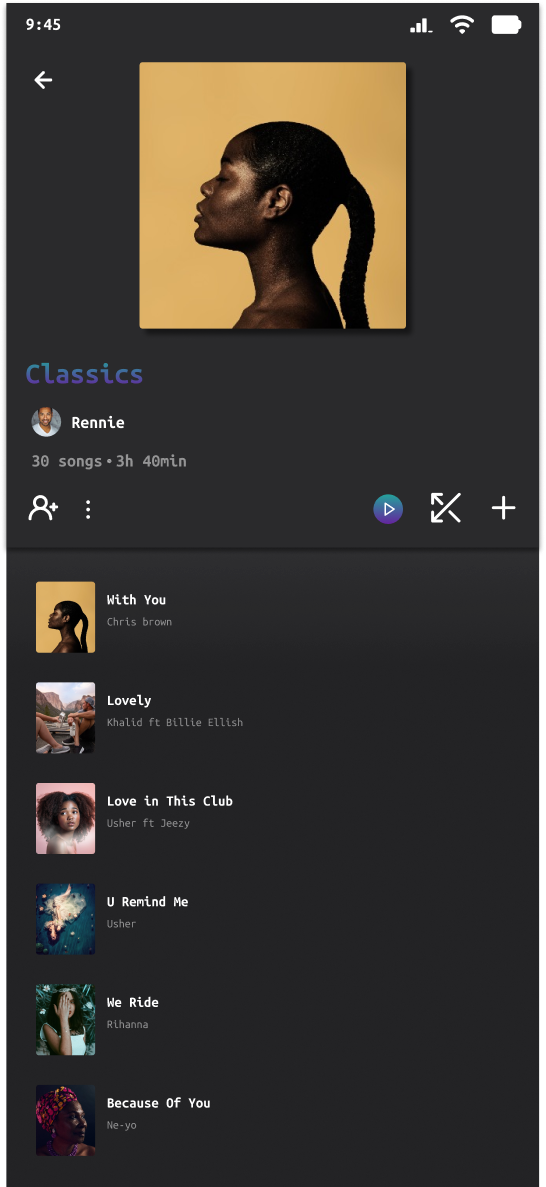 9:45
Classics
Rennie
30 songs • 3h 40min
With You
Chris brown
Lovely
Khalid ft Billie Ellish
Love in This Club
Usher ft Jeezy
U Remind Me
Usher
We Ride
Rihanna
Because Of You
Ne-yo